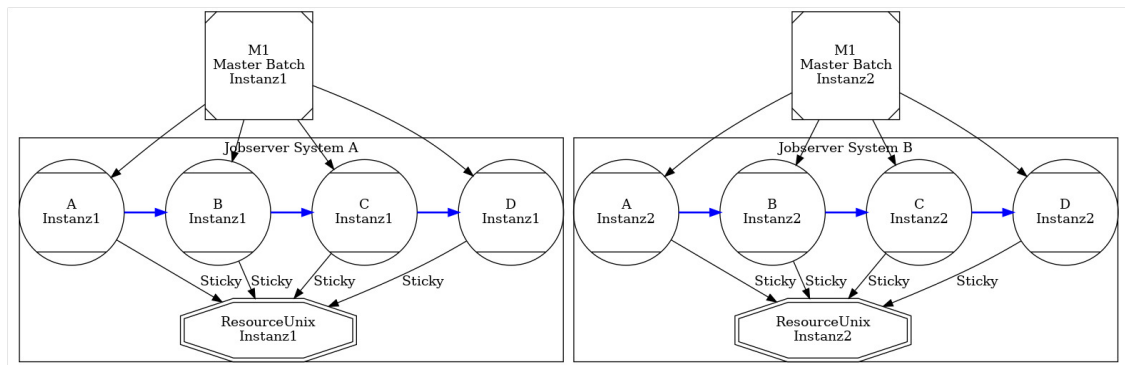 M1
Master Batch
Instanz1
M1
Master Batch
Instanz2
Jobserver System A
A
Instanz1
B
Instanz1
C
Instanz1
D
Instanz1
Sticky
Sticky
Sticky
Sticky
ResourceUnix
Instanz1
Jobserver System B
A
Instanz2
B
Instanz2
C
Instanz2
D
Instanz2
Sticky
Sticky
Sticky
Sticky
ResourceUnix
Instanz2